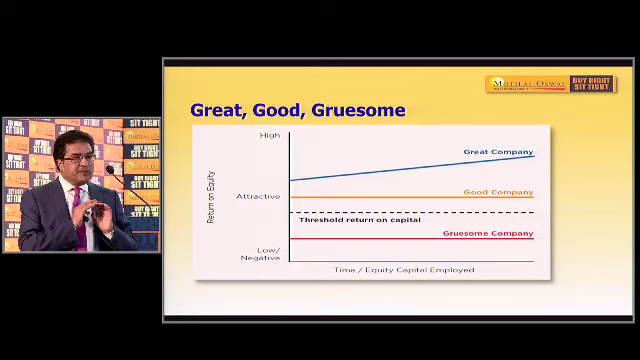 MOTILAL OSWAL
BUY RIGHT
SIT TIGHT
Great, Good, Gruesome
High
Great Company
Return on Equity
Attractive
Good Company
Threshold return on capital
Gruesome Company
Low/
Negative
Time / Equity Capital Employed